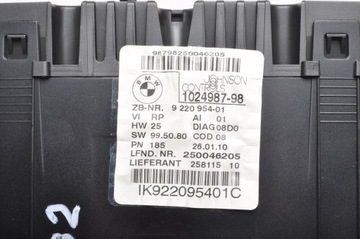 96798250046205
BMW
JOHNSON
CONTROLS
1024987-98
ZB-NR. 9 220 954-01
VI RP AI 01
HW 25 DIAG 08D0
SW 99.50.80 COD 08
PN 185 26.01.10
LFND. NR. 250046205
LIEFERANT 258115 10
IK922095401C